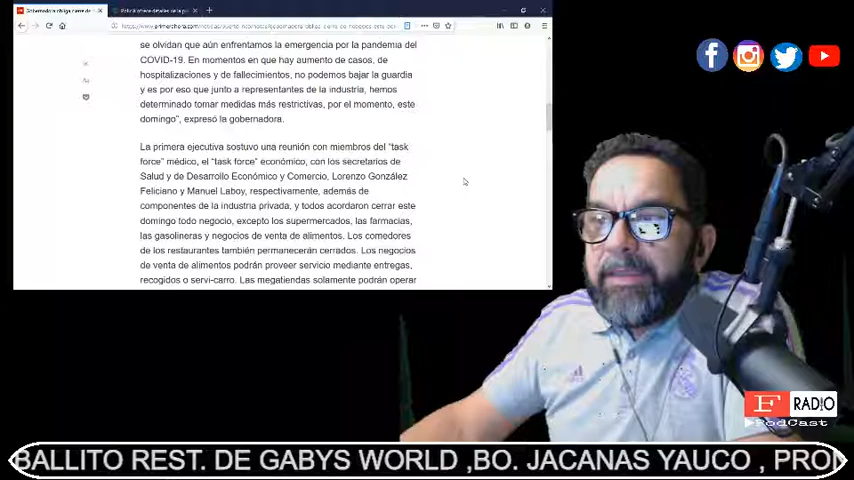 se olvidan que aún enfrentamos la emergencia por la pandemia del
COVID-19. En momentos en que hay aumento de casos, de
hospitalizaciones y de fallecimientos, no podemos bajar la guardia
y es por eso que junto a representantes de la industria, hemos
determinado tomar medidas más restrictivas, por el momento, este
domingo", expresó la gobernadora.
La primera ejecutiva sostuvo una reunión con miembros del "task
force" médico, el "task force" económico, con los secretarios de
Salud y de Desarrollo Económico y Comercio, Lorenzo González
Feliciano y Manuel Laboy, respectivamente, además de
componentes de la industria privada, y todos acordaron cerrar este
domingo todo negocio, excepto los supermercados, las farmacias,
las gasolineras y negocios de venta de alimentos. Los comedores
de los restaurantes también permanecerán cerrados. Los negocios
de venta de alimentos podrán proveer servicio mediante entregas,
recogidos o servi-carro. Las megatiendas solamente podrán operar
F RADIO
PodCast
BALLITO REST. DE GABYS WORLD ,BO. JACANAS YAUCO , PRON